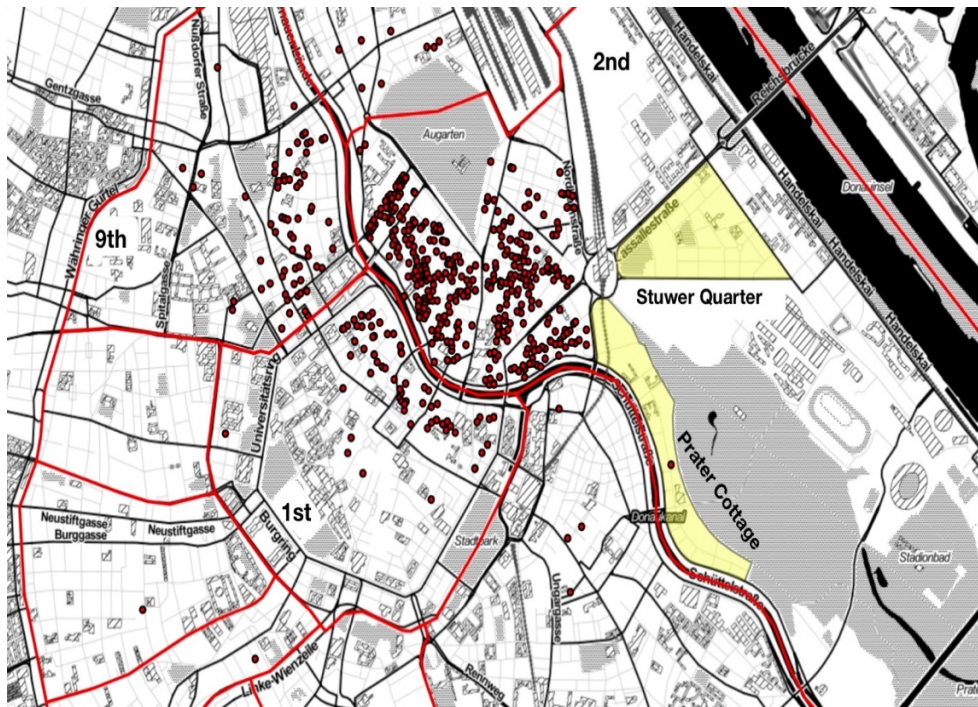 Nußdorfer Straße
2nd
Handelskai
Reichsbrücke
Gentzgasse
Augarten
Donauinsel
Handelskai
Währinger Gürtel
9th
Lassallestraße
Handelskai
Spitalgasse
Stuwer Quarter
Handelskai
Universitätsring
Schüttelstraße
Prater Cottage
1st
Burgring
Neustiftgasse
Neustiftgasse
Burggasse
Donaukanal
Stadtpark
Stadionbad
Schüttelstraße
Ungargasse
Linke-Wienzeile
Rennweg